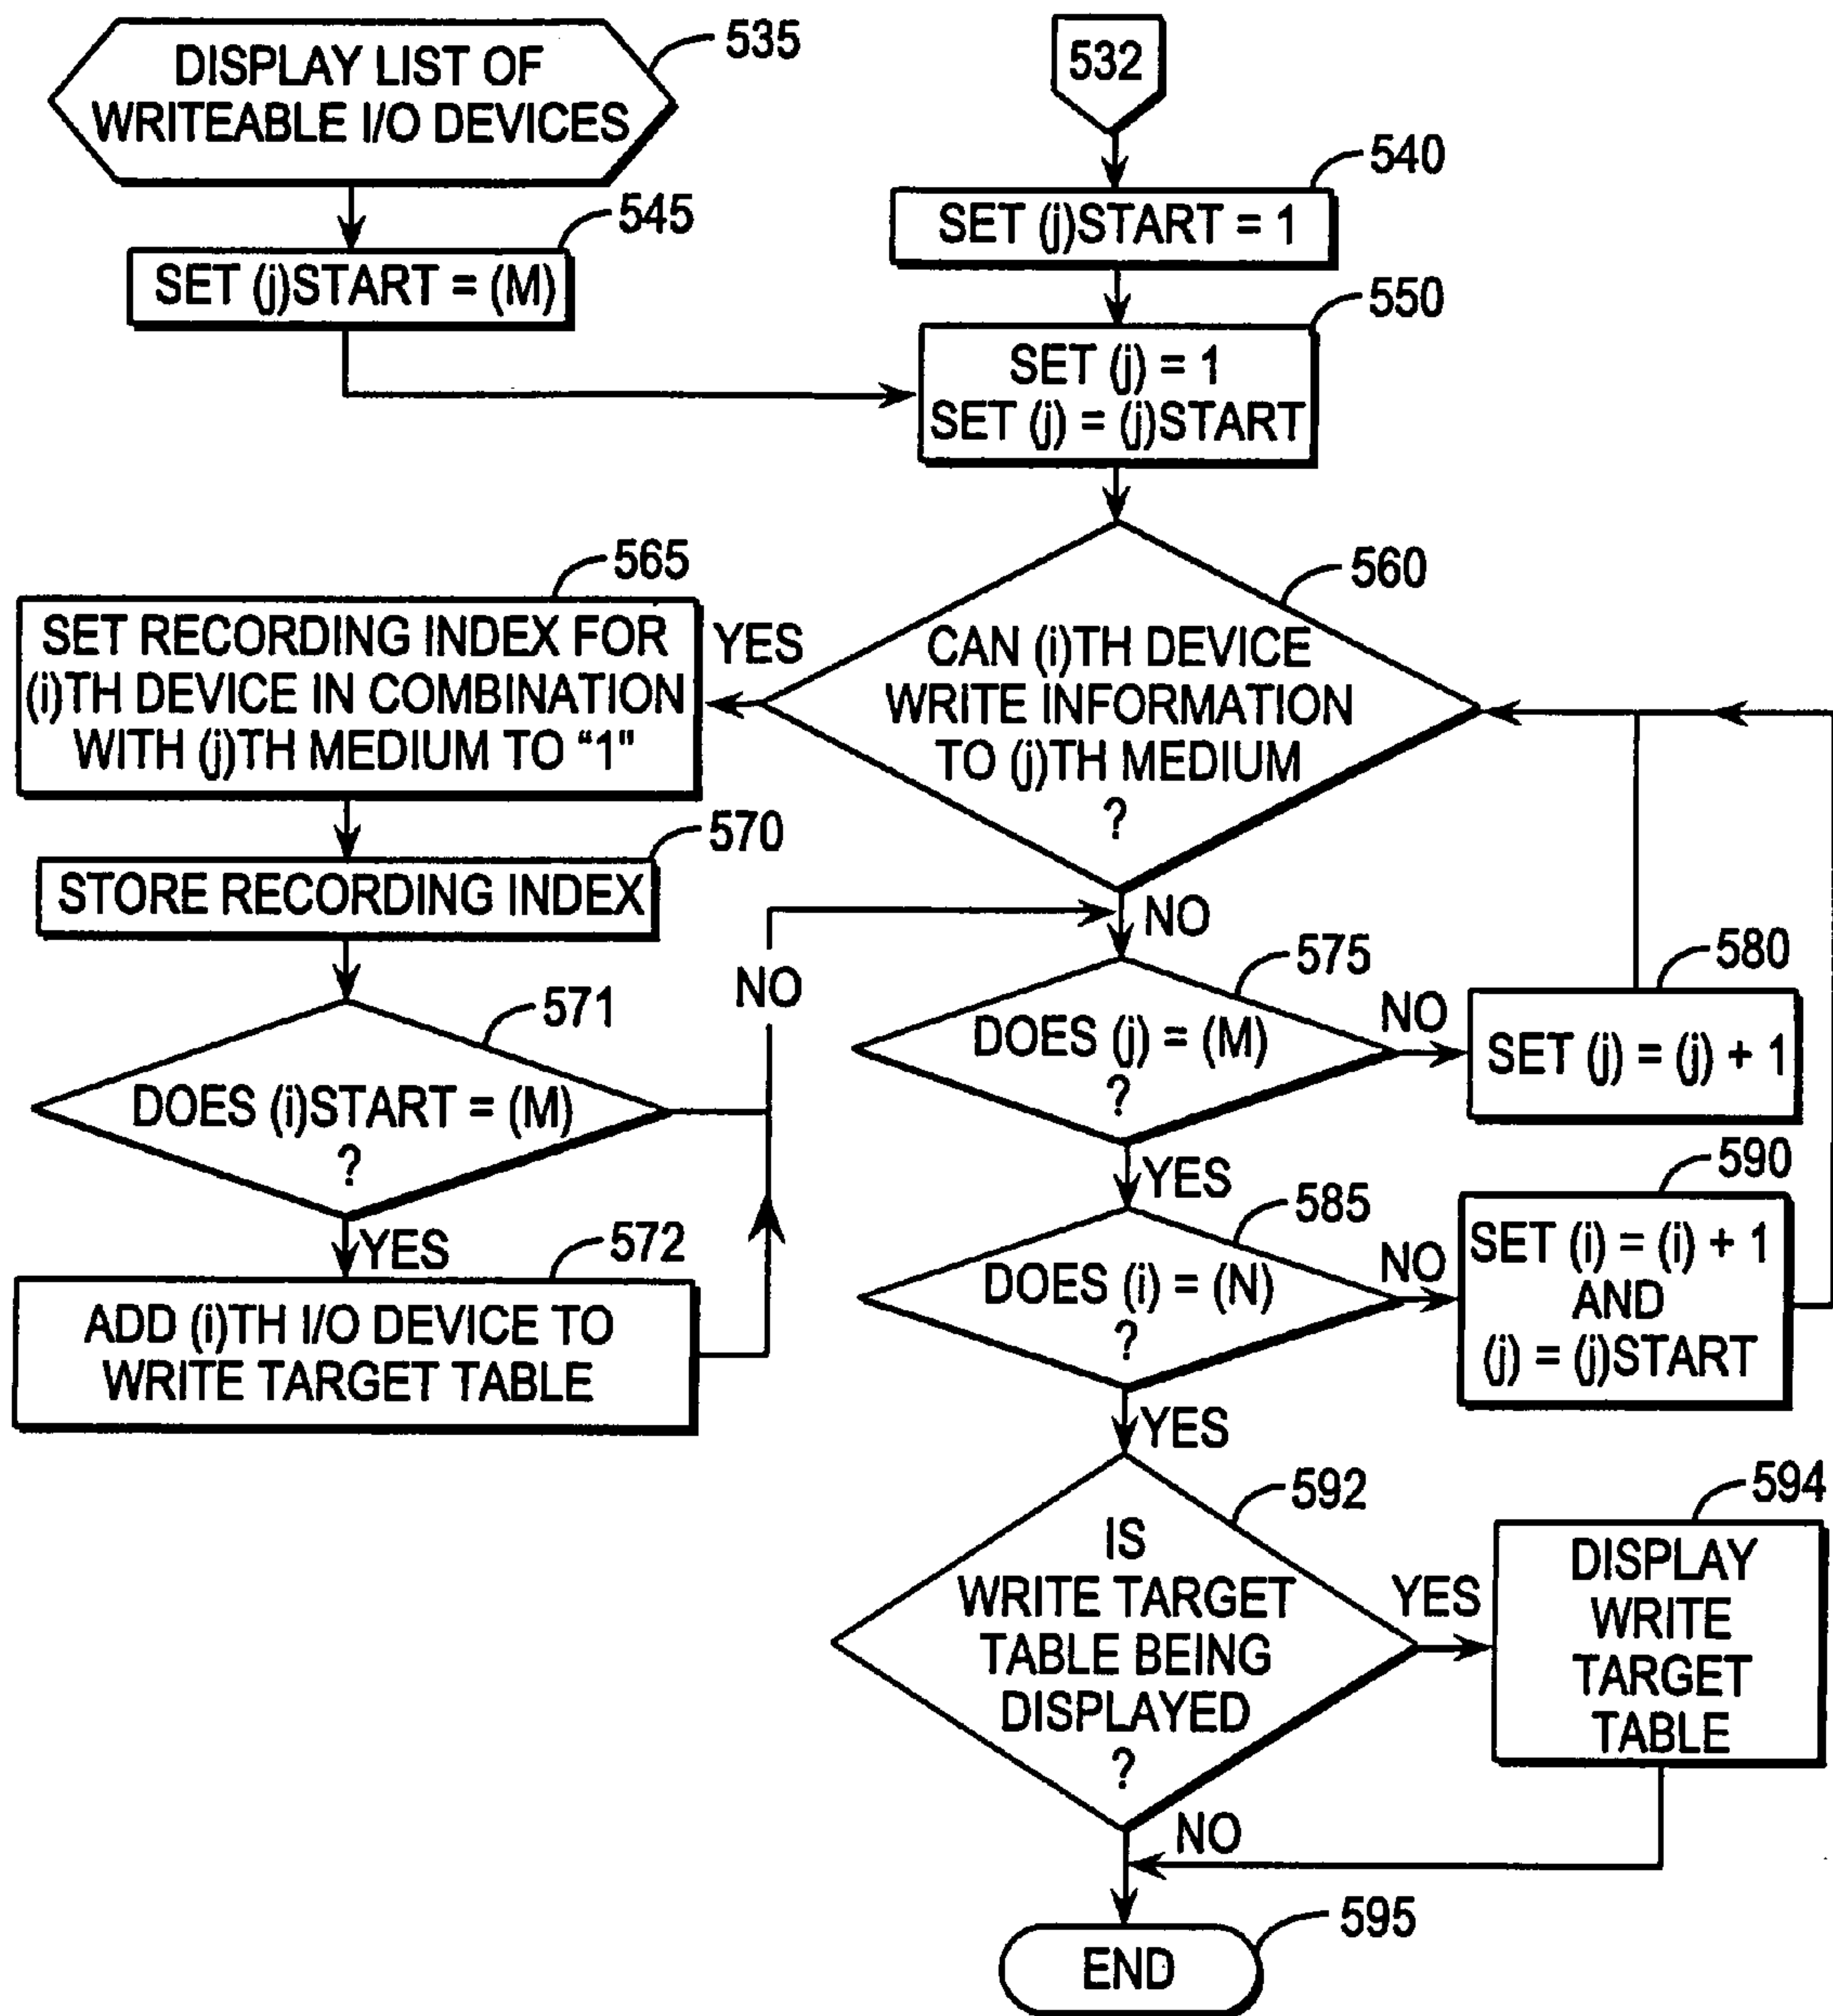 DISPLAY LIST OF
WRITEABLE I/O DEVICES
535
532
540
SET (j)START = 1
545
SET (j)START = (M)
550
SET (j) = 1
SET (j) = (j)START
560
CAN (i)TH DEVICE
WRITE INFORMATION
TO (j)TH MEDIUM
?
YES
565
SET RECORDING INDEX FOR
(i)TH DEVICE IN COMBINATION
WITH (j)TH MEDIUM TO “1"
570
STORE RECORDING INDEX
NO
571
DOES (i)START = (M)
?
NO
YES
572
ADD (i)TH I/O DEVICE TO
WRITE TARGET TABLE
575
DOES (j) = (M)
?
NO
580
SET (j) = (j) + 1
YES
585
DOES (i) = (N)
?
NO
590
SET (i) = (i) + 1
AND
(j) = (j)START
YES
592
IS
WRITE TARGET
TABLE BEING
DISPLAYED
?
YES
594
DISPLAY
WRITE
TARGET
TABLE
NO
595
END